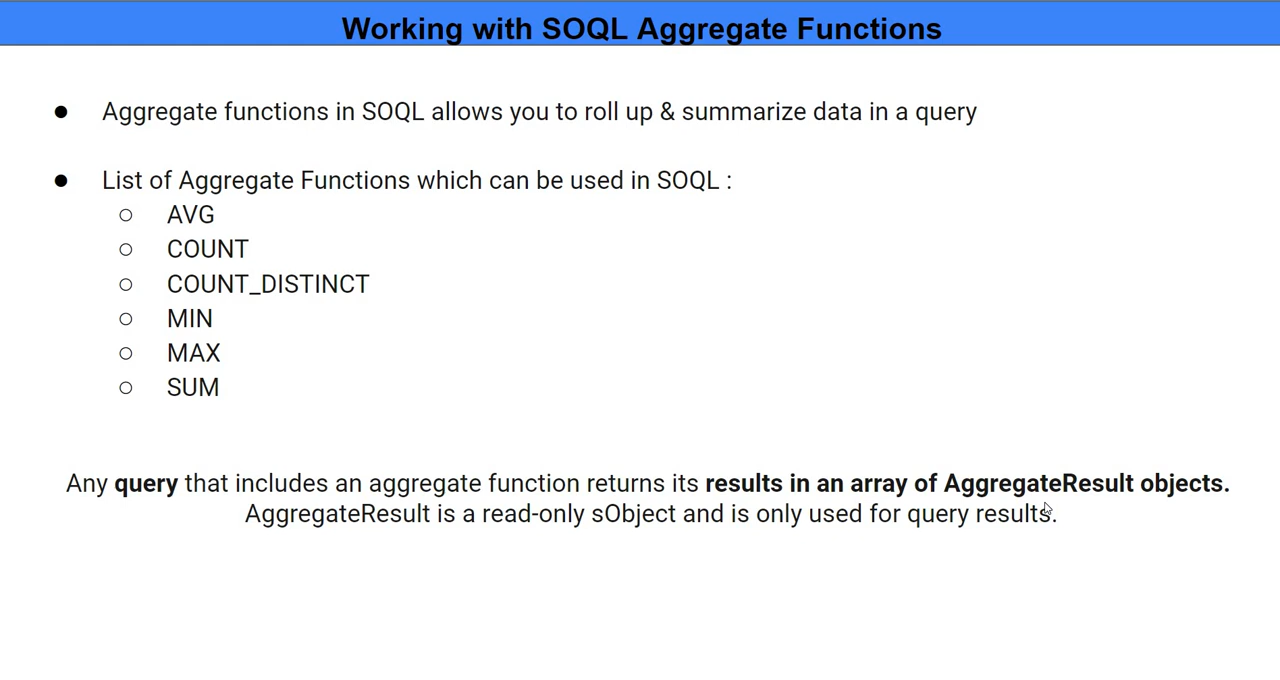 Working with SOQL Aggregate Functions
● Aggregate functions in SOQL allows you to roll up & summarize data in a query
● List of Aggregate Functions which can be used in SOQL :
○ AVG
○ COUNT
○ COUNT_DISTINCT
○ MIN
○ MAX
○ SUM
Any query that includes an aggregate function returns its results in an array of AggregateResult objects.
AggregateResult is a read-only sObject and is only used for query results.